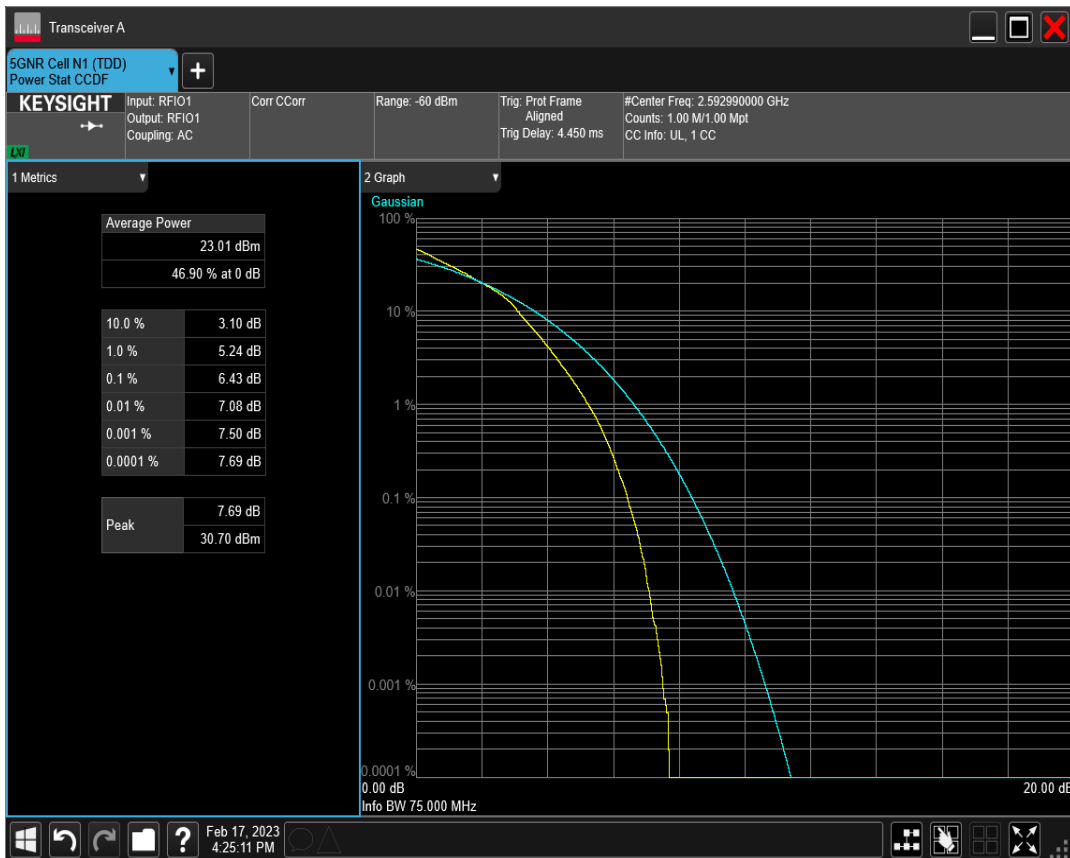 Transceiver A
5GNR Cell N1 (TDD)
Power Stat CCDF
KEYSIGHT
LXI
Input: RFIO1
Output: RFIO1
Coupling: AC
Corr CCorr
Range: -60 dBm
Trig: Prot Frame
Aligned
Trig Delay: 4.450 ms
#Center Freq: 2.592990000 GHz
Counts: 1.00 M/1.00 Mpt
CC Info: UL, 1 CC
1 Metrics
Average Power
23.01 dBm
46.90 % at 0 dB
10.0 % 3.10 dB
1.0 % 5.24 dB
0.1 % 6.43 dB
0.01 % 7.08 dB
0.001 % 7.50 dB
0.0001 % 7.69 dB
Peak
7.69 dB
30.70 dBm
2 Graph
Gaussian
100 %
10 %
1 %
0.1 %
0.01 %
0.001 %
0.0001 %
0.00 dB 20.00 dB
Info BW 75.000 MHz
?
Feb 17, 2023
4:25:11 PM